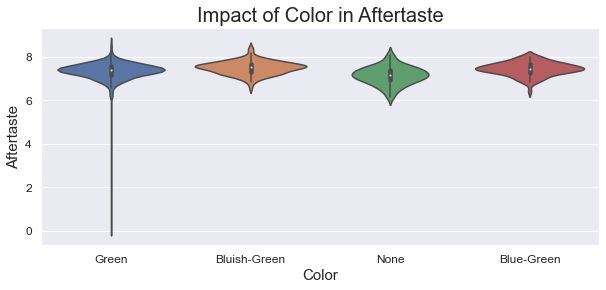 Impact of Color in Aftertaste
Aftertaste
8
6
4
2
0
Green
Bluish-Green
None
Blue-Green
Color